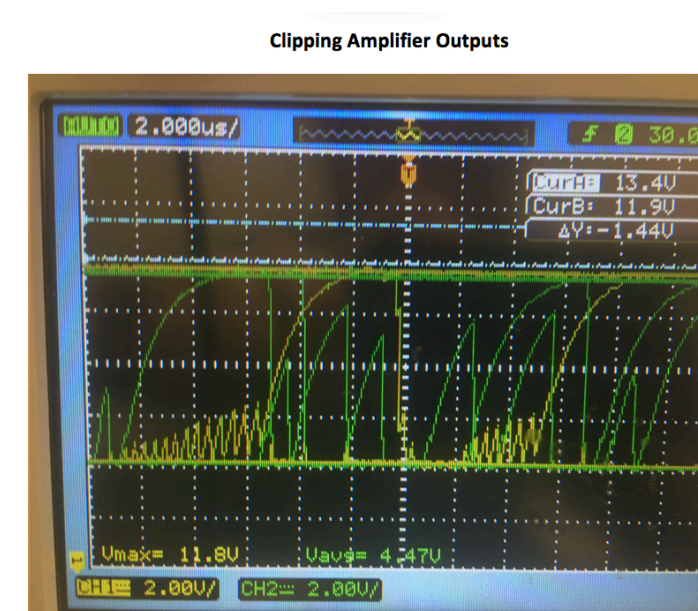 Clipping Amplifier Outputs
2.000us/
30.0
CurA= 13.4V
CurB= 11.9V
ΔY=-1.44V
Vmax= 11.8V Vavg= 4.47V
CH1 2.00V/ CH2 2.00V/